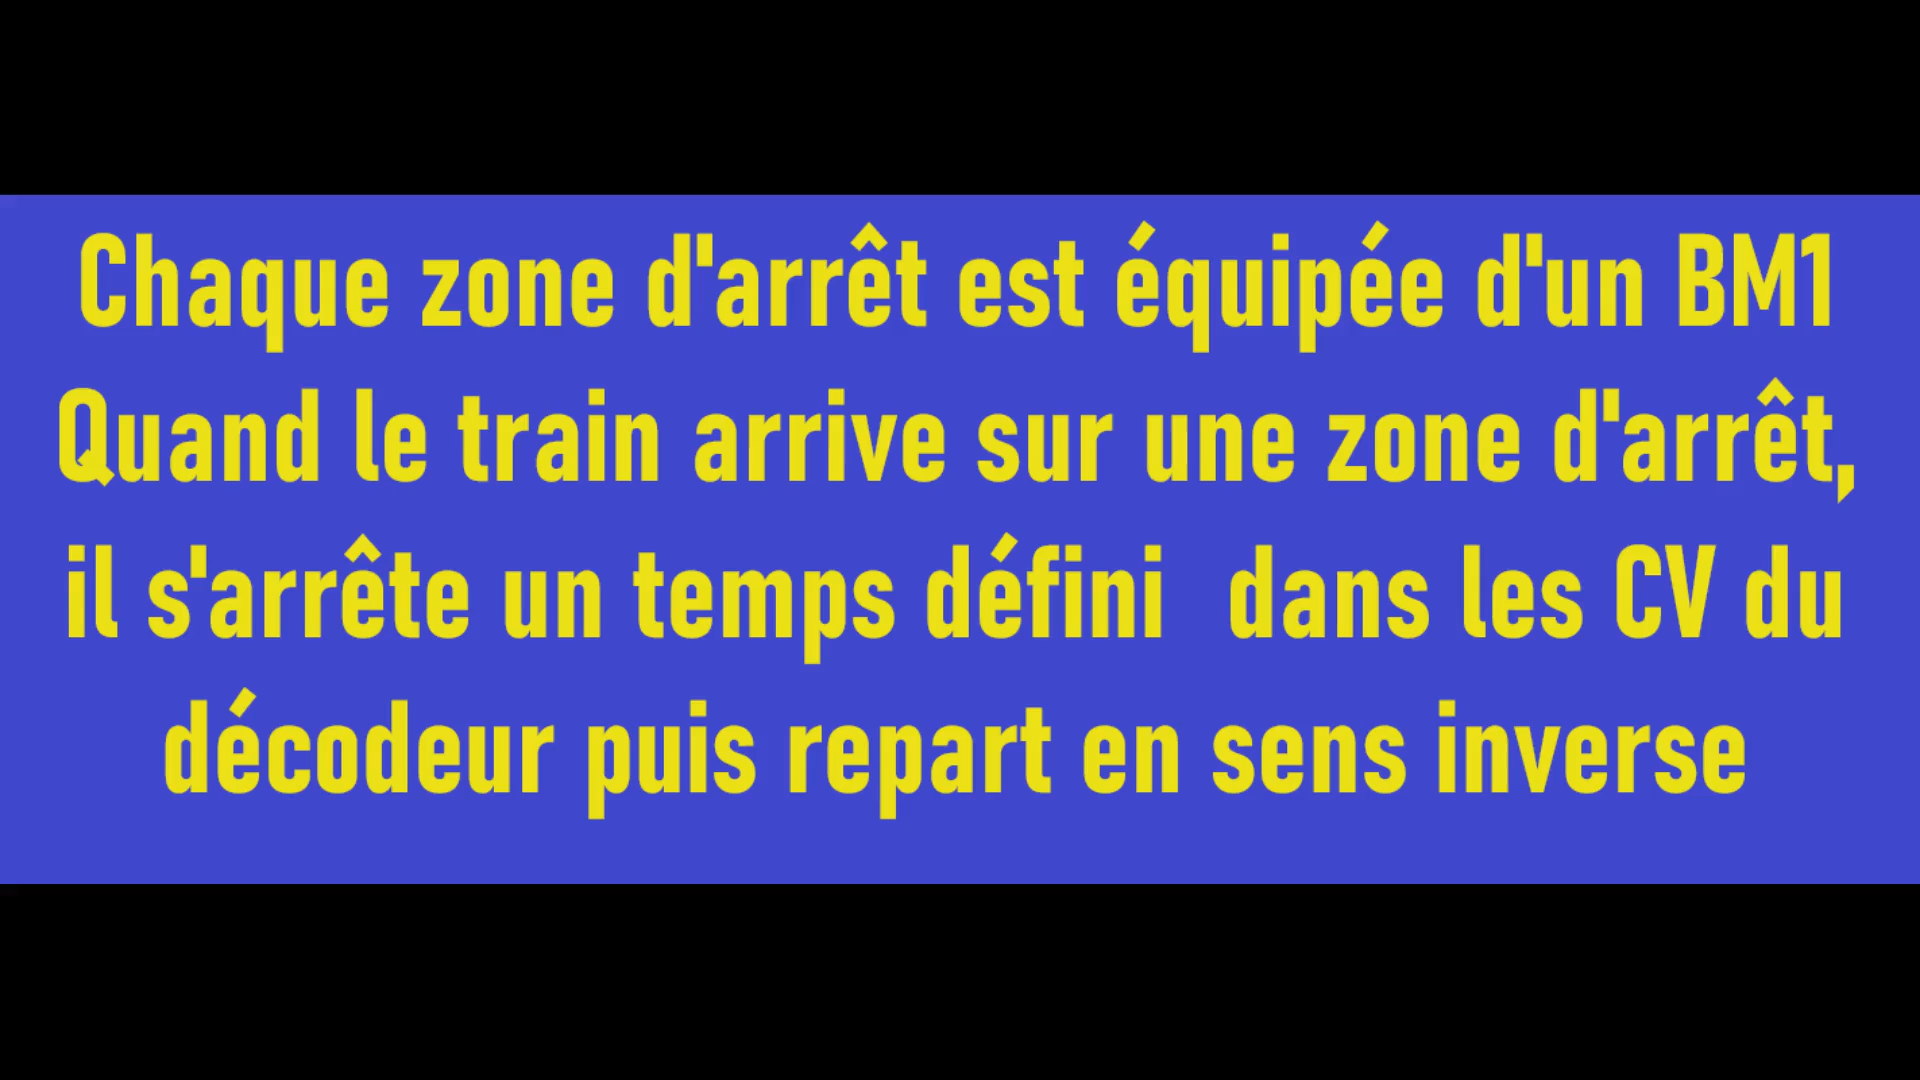 Chaque zone d'arrêt est équipée d'un BM1
Quand le train arrive sur une zone d'arrêt,
il s'arrête un temps défini  dans les CV du
décodeur puis repart en sens inverse